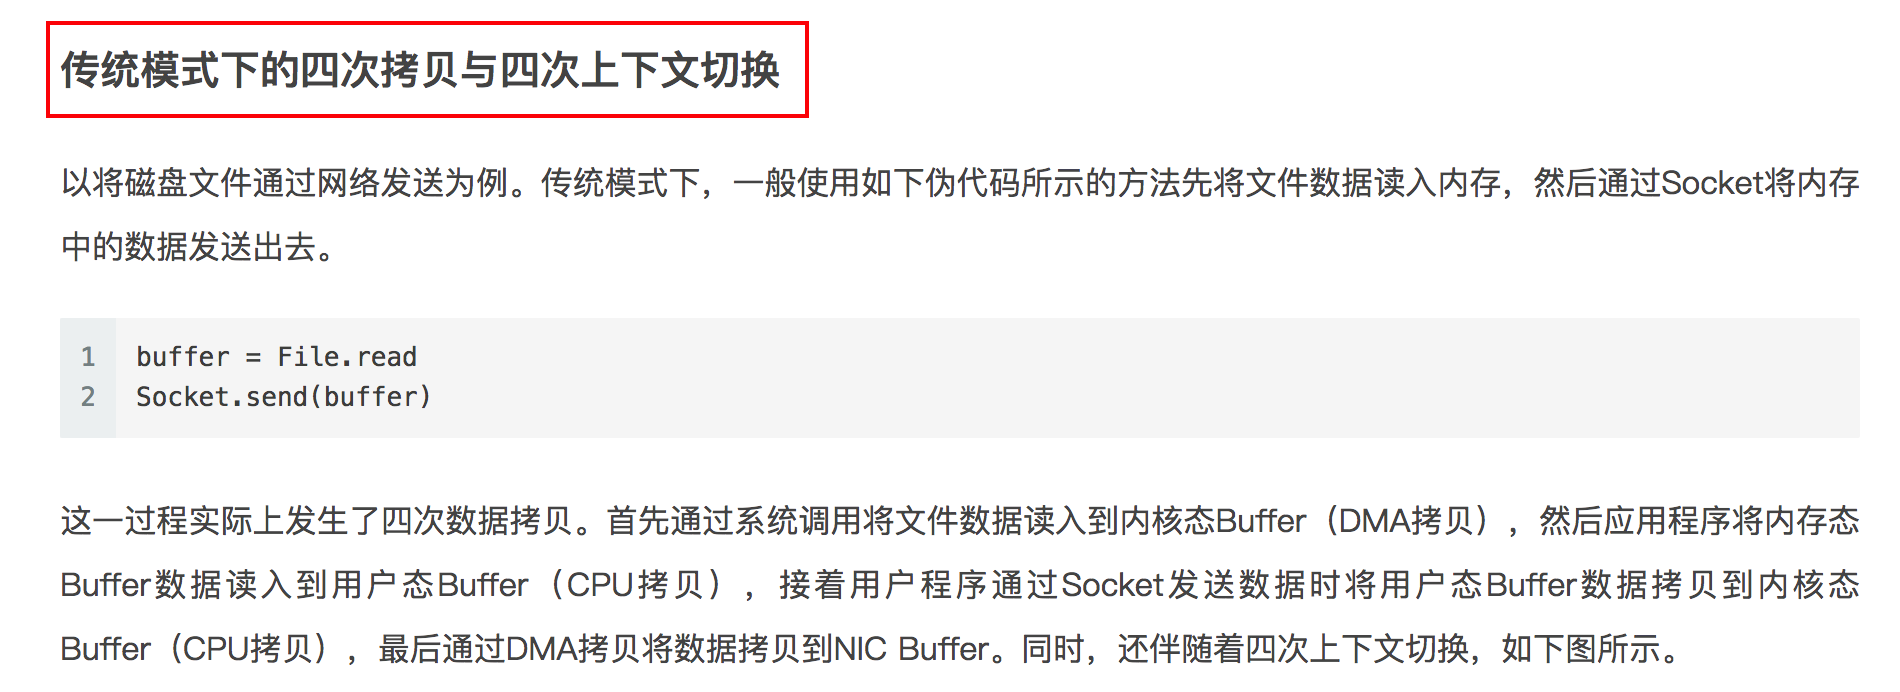 传统模式下的四次拷贝与四次上下文切换
以将磁盘文件通过网络发送为例。传统模式下，一般使用如下伪代码所示的方法先将文件数据读入内存，然后通过Socket将内存
中的数据发送出去。
1 buffer = File.read
2 Socket.send(buffer)
这一过程实际上发生了四次数据拷贝。首先通过系统调用将文件数据读入到内核态Buffer（DMA拷贝），然后应用程序将内存态
Buffer数据读入到用户态Buffer（CPU拷贝），接着用户程序通过Socket发送数据时将用户态Buffer数据拷贝到内核态
Buffer（CPU拷贝），最后通过DMA拷贝将数据拷贝到NIC Buffer。同时，还伴随着四次上下文切换，如下图所示。